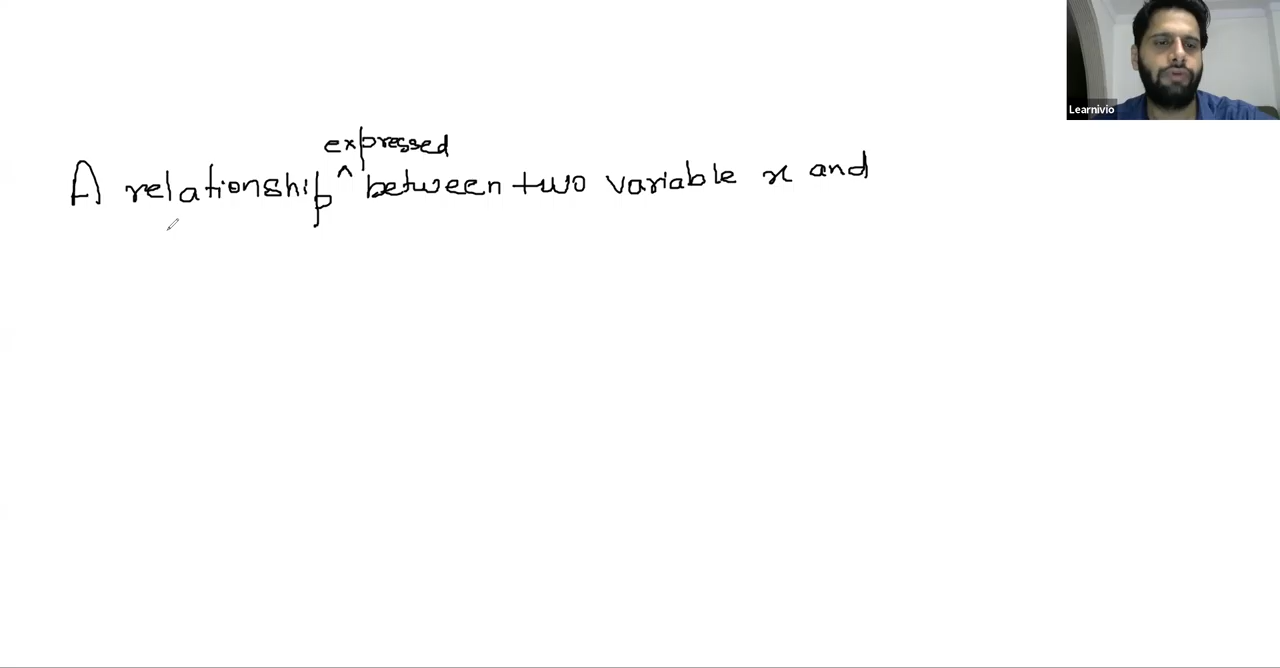 expressed
A relationship ^ between two variable x and
Learnivio